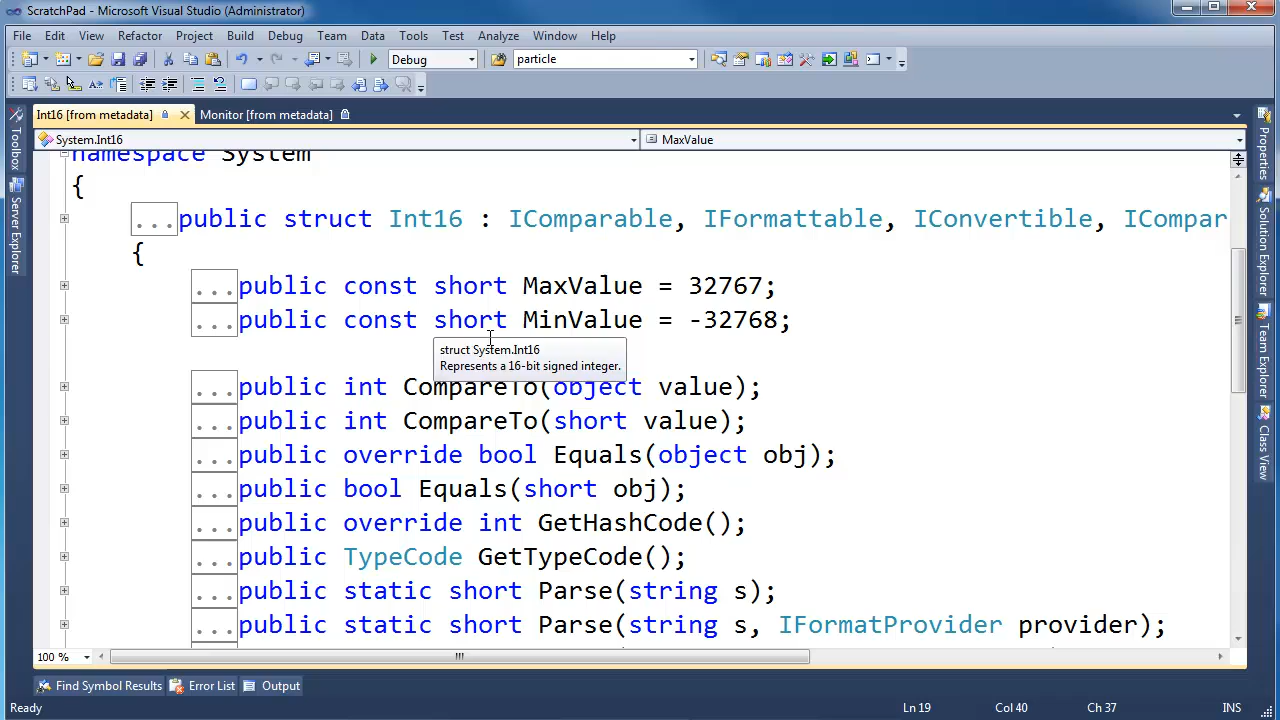 ScratchPad - Microsoft Visual Studio (Administrator)
File Edit View Refactor Project Build Debug Team Data Tools Test Analyze Window Help
Debug particle
Int16 [from metadata] Monitor [from metadata]
System.Int16 MaxValue
Toolbox
Server Explorer
namespace System
{
...public struct Int16 : IComparable, IFormattable, IConvertible, ICompar
{
...public const short MaxValue = 32767;
...public const short MinValue = -32768;
struct System.Int16
Represents a 16-bit signed integer.
...public int CompareTo(object value);
...public int CompareTo(short value);
...public override bool Equals(object obj);
...public bool Equals(short obj);
...public override int GetHashCode();
...public TypeCode GetTypeCode();
...public static short Parse(string s);
...public static short Parse(string s, IFormatProvider provider);
Properties
Solution Explorer
Team Explorer
Class View
100 %
Find Symbol Results Error List Output
Ready Ln 19 Col 40 Ch 37 INS